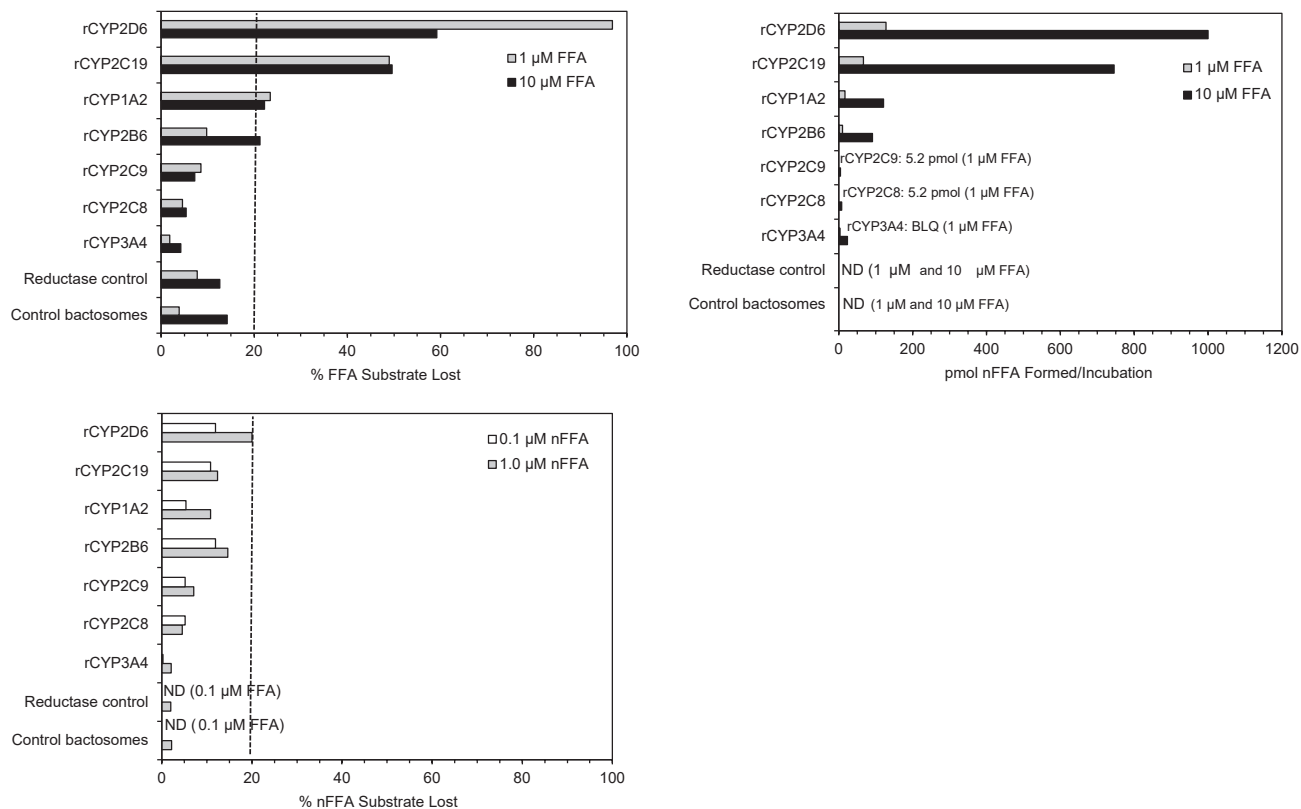 rCYP2D6
rCYP2C19
rCYP1A2
rCYP2B6
rCYP2C9
rCYP2C8
rCYP3A4
Reductase control
Control bactosomes
1 µM FFA
10 µM FFA
0 20 40 60 80 100
% FFA Substrate Lost
rCYP2D6
rCYP2C19
rCYP1A2
rCYP2B6
rCYP2C9
rCYP2C8
rCYP3A4
Reductase control
Control bactosomes
1 µM FFA
10 µM FFA
rCYP2C9: 5.2 pmol (1 µM FFA)
rCYP2C8: 5.2 pmol (1 µM FFA)
rCYP3A4: BLQ (1 µM FFA)
ND (1 µM and 10 µM FFA)
ND (1 µM and 10 µM FFA)
0 200 400 600 800 1000 1200
pmol nFFA Formed/Incubation
rCYP2D6
rCYP2C19
rCYP1A2
rCYP2B6
rCYP2C9
rCYP2C8
rCYP3A4
Reductase control
Control bactosomes
0.1 µM nFFA
1.0 µM nFFA
ND (0.1 µM FFA)
ND (0.1 µM FFA)
0 20 40 60 80 100
% nFFA Substrate Lost